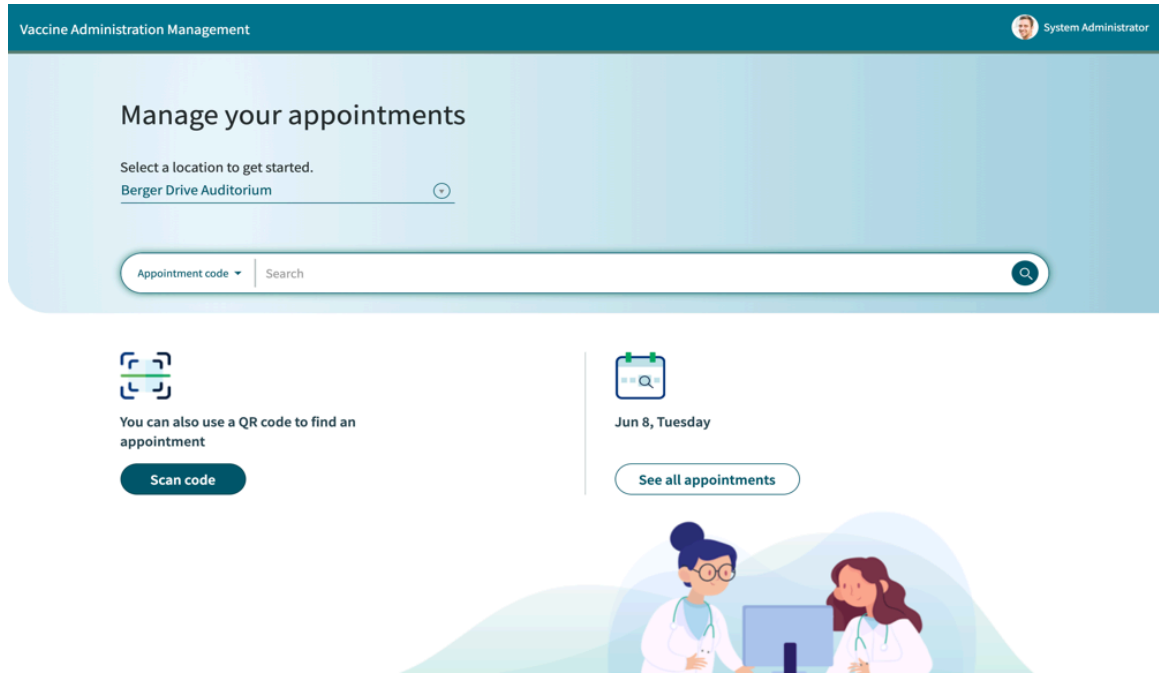 Vaccine Administration Management
System Administrator
Manage your appointments
Select a location to get started.
Berger Drive Auditorium
Appointment code
Search
You can also use a QR code to find an
appointment
Scan code
Jun 8, Tuesday
See all appointments